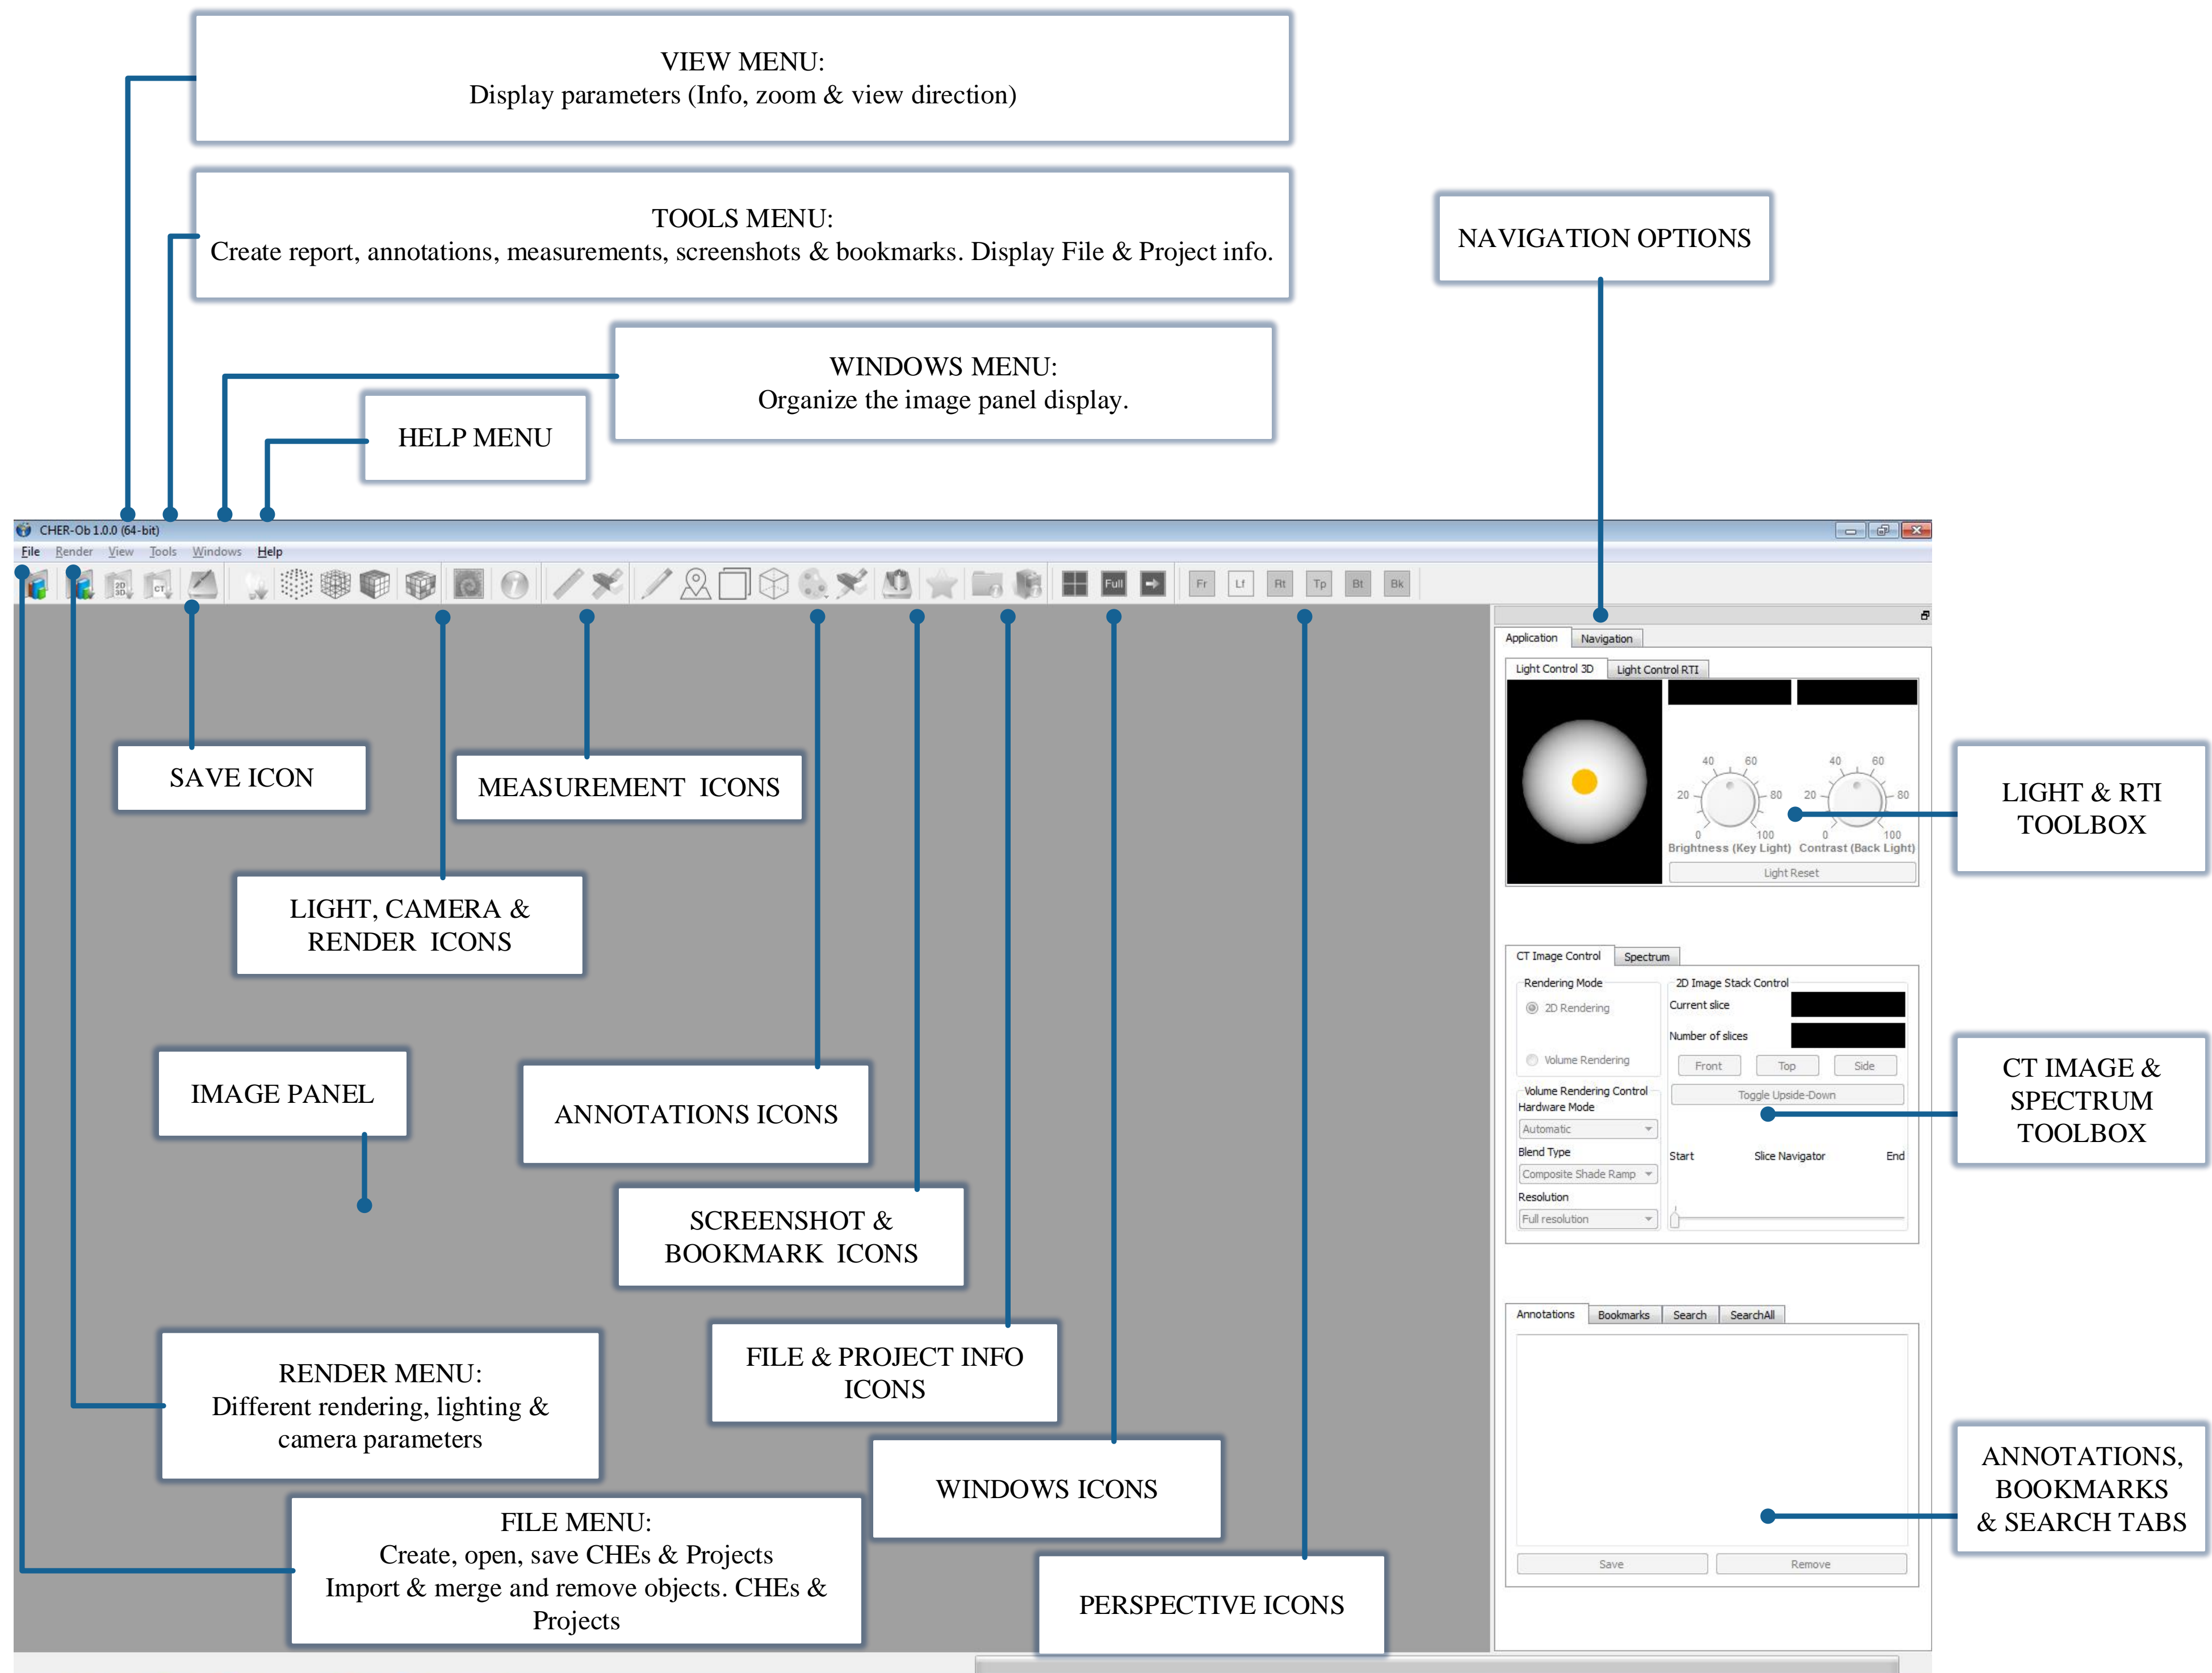 VIEW MENU:
Display parameters (Info, zoom & view direction)
TOOLS MENU:
Create report, annotations, measurements, screenshots & bookmarks. Display File & Project info.
NAVIGATION OPTIONS
WINDOWS MENU:
Organize the image panel display.
HELP MENU
CHER-Ob 1.0.0 (64-bit)
File Render View Tools Windows Help
2D
3D
CT
Full
Fr Lf Rt Tp Bt Bk
Application Navigation
Light Control 3D Light Control RTI
40 60
20 80
0 100
40 60
20 80
0 100
Brightness (Key Light) Contrast (Back Light)
Light Reset
LIGHT & RTI
TOOLBOX
SAVE ICON
MEASUREMENT ICONS
LIGHT, CAMERA &
RENDER ICONS
CT Image Control Spectrum
Rendering Mode
2D Rendering
Volume Rendering
Volume Rendering Control
Hardware Mode
Automatic
Blend Type
Composite Shade Ramp
Resolution
Full resolution
2D Image Stack Control
Current slice
Number of slices
Front Top Side
Toggle Upside-Down
Start Slice Navigator End
CT IMAGE &
SPECTRUM
TOOLBOX
IMAGE PANEL
ANNOTATIONS ICONS
SCREENSHOT &
BOOKMARK ICONS
FILE & PROJECT INFO
ICONS
RENDER MENU:
Different rendering, lighting &
camera parameters
WINDOWS ICONS
FILE MENU:
Create, open, save CHEs & Projects
Import & merge and remove objects. CHEs &
Projects
PERSPECTIVE ICONS
Annotations Bookmarks Search SearchAll
Save Remove
ANNOTATIONS,
BOOKMARKS
& SEARCH TABS